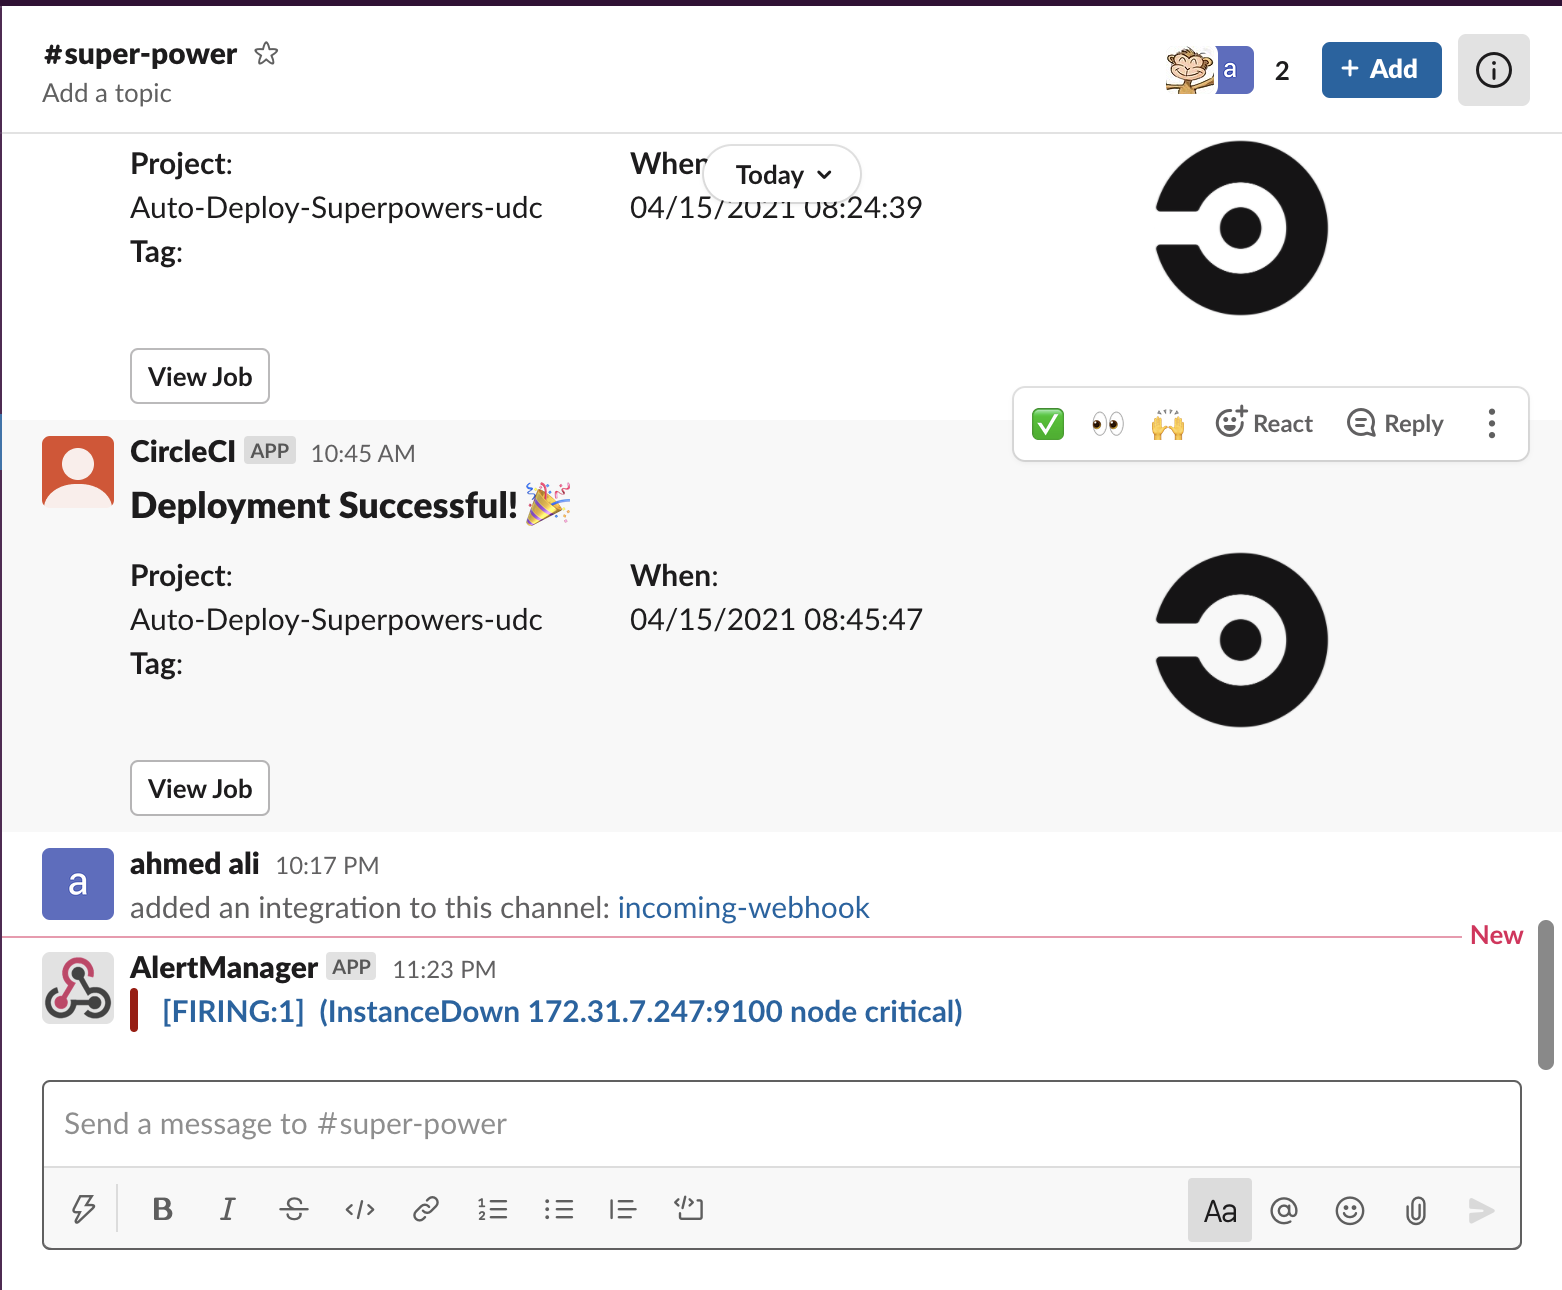 #super-power
Add a topic
a 2 + Add
Project: When
Today
Auto-Deploy-Superpowers-udc 04/15/2021 08:24:39
Tag:
View Job
React Reply
CircleCI APP 10:45 AM
Deployment Successful!
Project: When:
Auto-Deploy-Superpowers-udc 04/15/2021 08:45:47
Tag:
View Job
a ahmed ali 10:17 PM
added an integration to this channel: incoming-webhook
New
AlertManager APP 11:23 PM
[FIRING:1] (InstanceDown 172.31.7.247:9100 node critical)
Send a message to #super-power
B I S </> Aa @